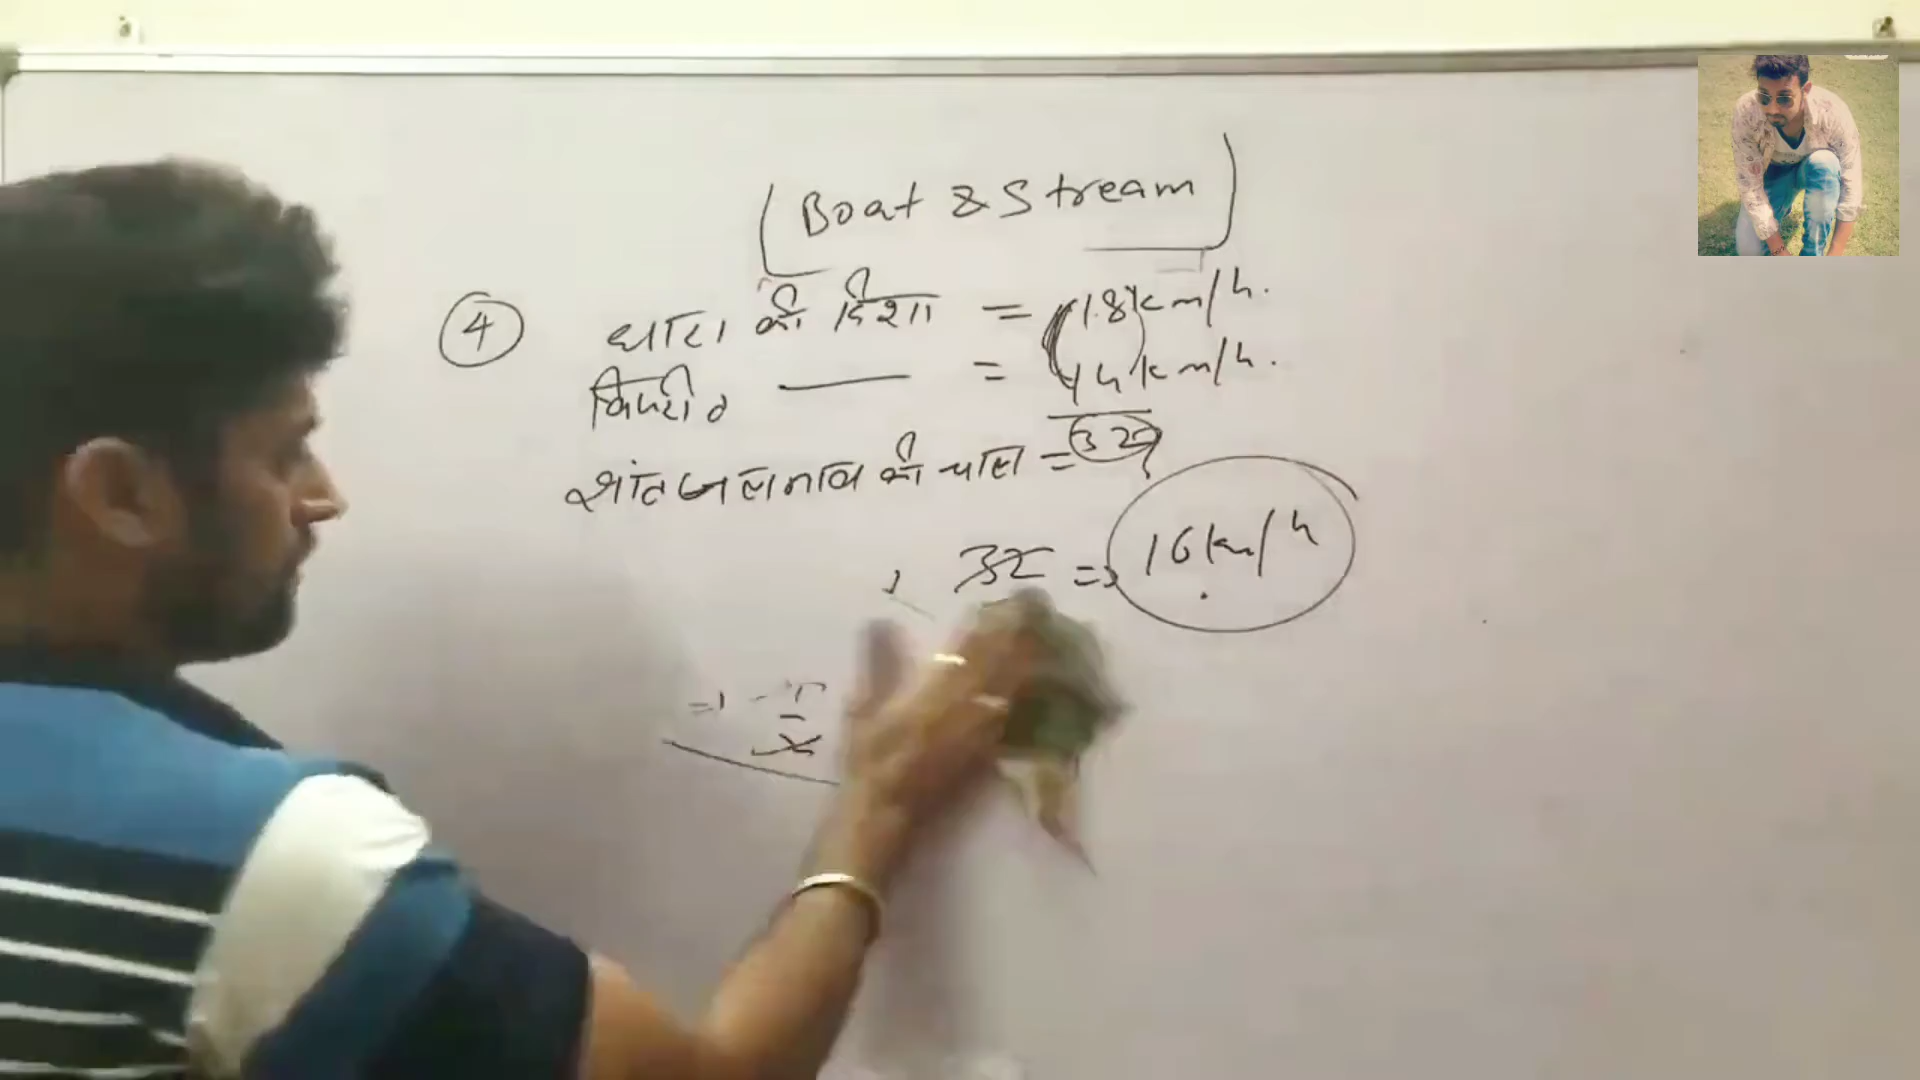 Boat & Stream
4 धारा की दिशा = 18 km/h.
विपरीत —— = 14 km/h.
32
शांत जल नाव की चाल = ?
32 => 16 km/h